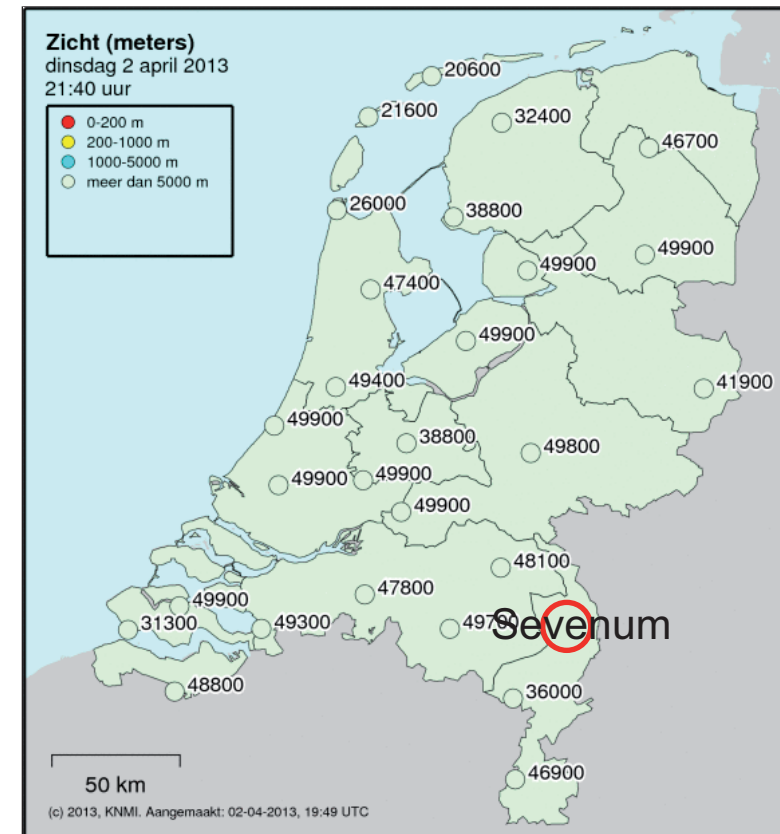 Zicht (meters)
dinsdag 2 april 2013
21:40 uur
0-200 m
200-1000 m
1000-5000 m
meer dan 5000 m
20600
21600
32400
46700
26000
38800
49900
49900
47400
49900
41900
49400
49900
38800
49800
49900
49900
49900
48100
47800
49900
31300
49300
49700
Sevenum
48800
36000
46900
50 km
(c) 2013, KNMI. Aangemaakt: 02-04-2013, 19:49 UTC